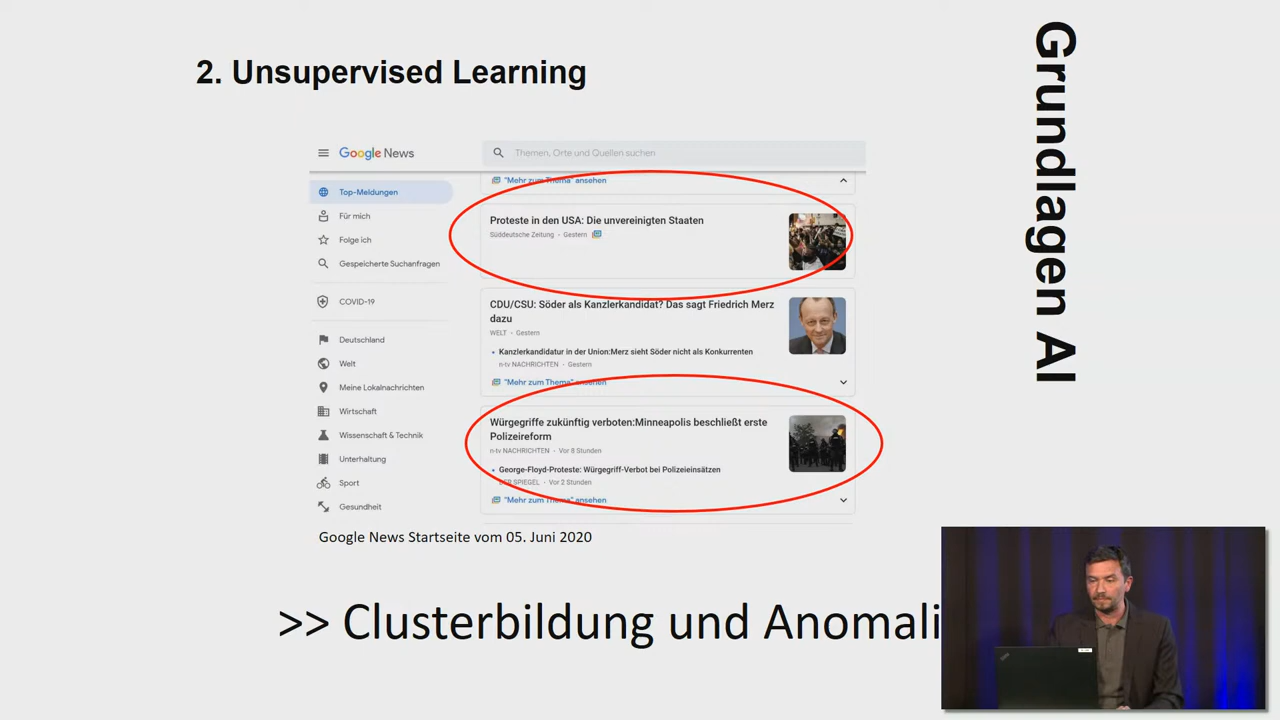 2. Unsupervised Learning
Grundlagen AI
Google News
Themen, Orte und Quellen suchen
Top-Meldungen
Für mich
Folge ich
Gespeicherte Suchanfragen
COVID-19
Deutschland
Welt
Meine Lokalnachrichten
Wirtschaft
Wissenschaft & Technik
Unterhaltung
Sport
Gesundheit
"Mehr zum Thema" ansehen
Proteste in den USA: Die unvereinigten Staaten
Süddeutsche Zeitung • Gestern
CDU/CSU: Söder als Kanzlerkandidat? Das sagt Friedrich Merz
dazu
WELT • Gestern
• Kanzlerkandidatur in der Union:Merz sieht Söder nicht als Konkurrenten
n-tv NACHRICHTEN • Gestern
"Mehr zum Thema" ansehen
Würgegriffe zukünftig verboten:Minneapolis beschließt erste
Polizeireform
n-tv NACHRICHTEN • Vor 8 Stunden
• George-Floyd-Proteste: Würgegriff-Verbot bei Polizeieinsätzen
DER SPIEGEL • Vor 2 Stunden
"Mehr zum Thema" ansehen
Google News Startseite vom 05. Juni 2020
>> Clusterbildung und Anomali